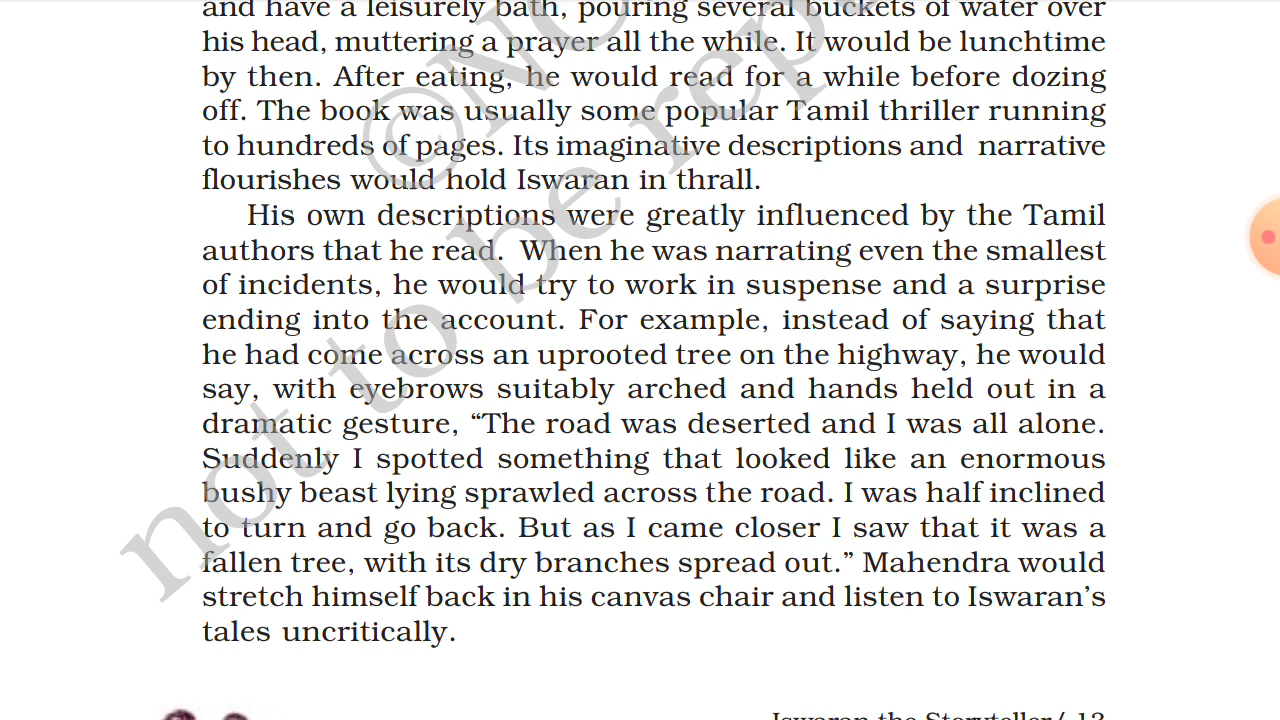 and have a leisurely bath, pouring several buckets of water over
his head, muttering a prayer all the while. It would be lunchtime
by then. After eating, he would read for a while before dozing
off. The book was usually some popular Tamil thriller running
to hundreds of pages. Its imaginative descriptions and narrative
flourishes would hold Iswaran in thrall.
His own descriptions were greatly influenced by the Tamil
authors that he read. When he was narrating even the smallest
of incidents, he would try to work in suspense and a surprise
ending into the account. For example, instead of saying that
he had come across an uprooted tree on the highway, he would
say, with eyebrows suitably arched and hands held out in a
dramatic gesture, “The road was deserted and I was all alone.
Suddenly I spotted something that looked like an enormous
bushy beast lying sprawled across the road. I was half inclined
to turn and go back. But as I came closer I saw that it was a
fallen tree, with its dry branches spread out.” Mahendra would
stretch himself back in his canvas chair and listen to Iswaran’s
tales uncritically.
©NC
not to be rep
Iswaran the Storyteller/ 13